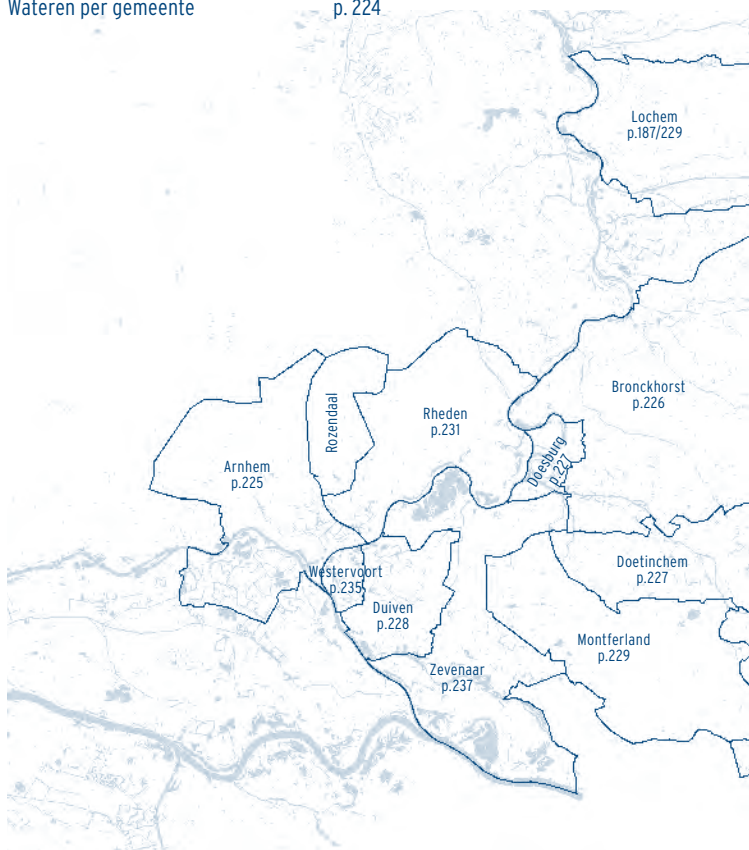 Wateren per gemeente p. 224
Lochem
p.187/229
Bronckhorst
p.226
Rheden
p.231
Rozendaal
Doesburg
p.227
Arnhem
p.225
Westervoort
p.235
Doetinchem
p.227
Duiven
p.228
Montferland
p.229
Zevenaar
p.237